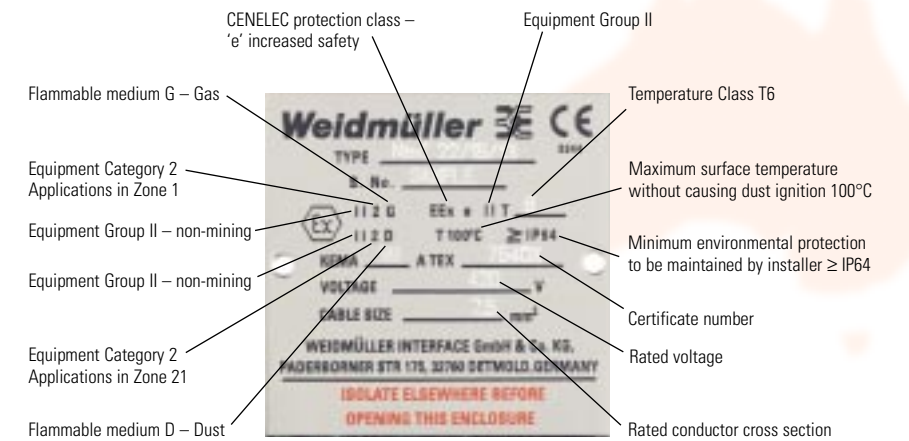 CENELEC protection class –
‘e’ increased safety
Equipment Group II
Flammable medium G – Gas
Temperature Class T6
Equipment Category 2
Applications in Zone 1
Equipment Group II – non-mining
Equipment Group II – non-mining
Equipment Category 2
Applications in Zone 21
Flammable medium D – Dust
Maximum surface temperature
without causing dust ignition 100°C
Minimum environmental protection
to be maintained by installer ≥ IP64
Certificate number
Rated voltage
Rated conductor cross section
Weidmüller CE
TYPE
S. No.
Ex II 2 G EEx e II T
II 2 D T 100°C ≥ IP64
KEMA ATEX
VOLTAGE V
CABLE SIZE mm²
WEIDMÜLLER INTERFACE GmbH & Co. KG.
PADERBORNER STR 175, 32760 DETMOLD.GERMANY
ISOLATE ELSEWHERE BEFORE
OPENING THIS ENCLOSURE